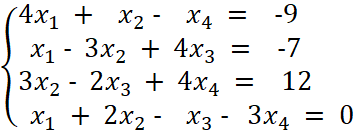 4x₁ + x₂ - x₄ = -9
x₁ - 3x₂ + 4x₃ = -7
3x₂ - 2x₃ + 4x₄ = 12
x₁ + 2x₂ - x₃ - 3x₄ = 0